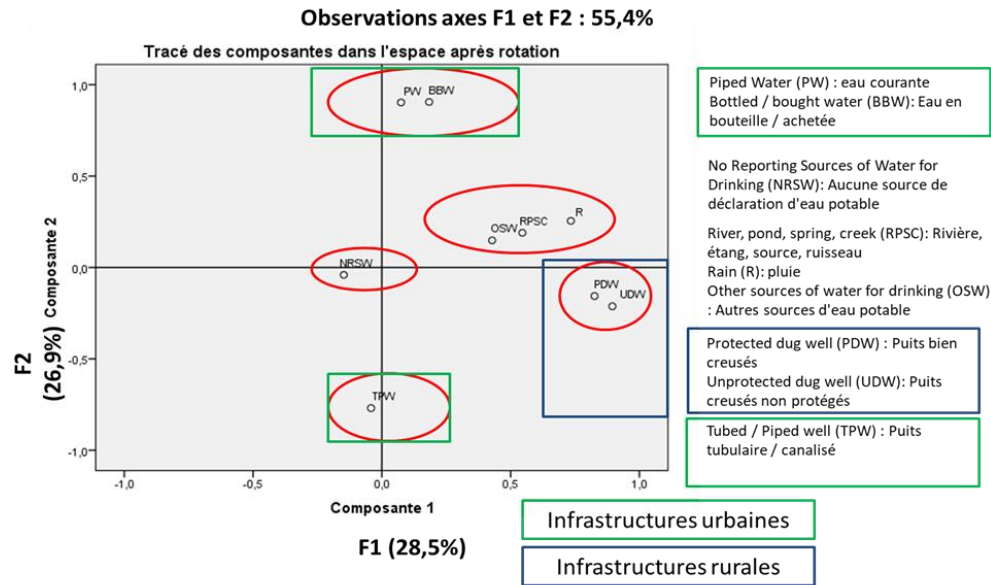 Observations axes F1 et F2 : 55,4%
Tracé des composantes dans l'espace après rotation
1,0
0,5
0,0
-0,5
-1,0
Composante 2
F2
(26,9%)
PW
BBW
R
RPSC
OSW
NRSW
PDW
UDW
TPW
-1,0
-0,5
0,0
0,5
1,0
Composante 1
F1 (28,5%)
Piped Water (PW) : eau courante
Bottled / bought water (BBW): Eau en
bouteille / achetée
No Reporting Sources of Water for
Drinking (NRSW): Aucune source de
déclaration d'eau potable
River, pond, spring, creek (RPSC): Rivière,
étang, source, ruisseau
Rain (R): pluie
Other sources of water for drinking (OSW)
: Autres sources d'eau potable
Protected dug well (PDW) : Puits bien
creusés
Unprotected dug well (UDW): Puits
creusés non protégés
Tubed / Piped well (TPW) : Puits
tubulaire / canalisé
Infrastructures urbaines
Infrastructures rurales